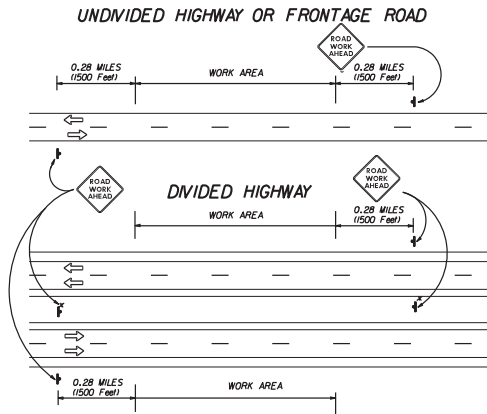 UNDIVIDED HIGHWAY OR FRONTAGE ROAD
ROAD
WORK
AHEAD
0.28 MILES
(1500 Feet)
WORK AREA
0.28 MILES
(1500 Feet)
ROAD
WORK
AHEAD
DIVIDED HIGHWAY
ROAD
WORK
AHEAD
WORK AREA
0.28 MILES
(1500 Feet)
x
x
0.28 MILES
(1500 Feet)
WORK AREA